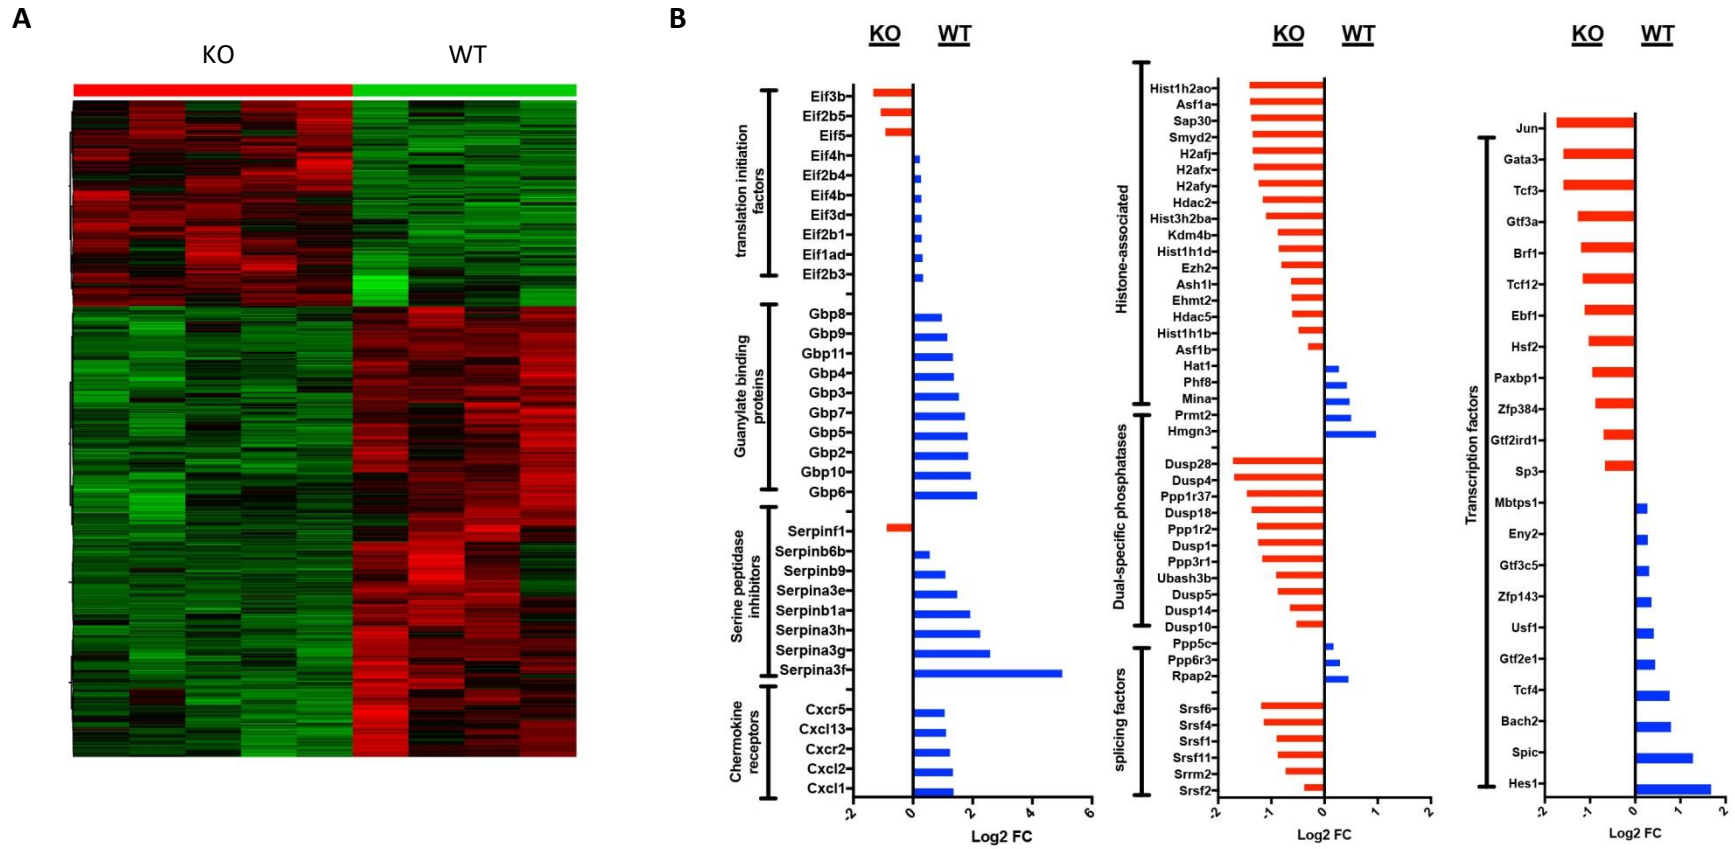 A
KO
WT
B
KO
WT
translation initiation
factors
Eif3b
Eif2b5
Eif5
Eif4h
Eif2b4
Eif4b
Eif3d
Eif2b1
Eif1ad
Eif2b3
Guanylate binding
proteins
Gbp8
Gbp9
Gbp11
Gbp4
Gbp3
Gbp7
Gbp5
Gbp2
Gbp10
Gbp6
Serine peptidase
inhibitors
Serpinf1
Serpinb6b
Serpinb9
Serpina3e
Serpinb1a
Serpina3h
Serpina3g
Serpina3f
Chermokine
receptors
Cxcr5
Cxcl13
Cxcr2
Cxcl2
Cxcl1
-2
0
2
4
6
Log2 FC
KO
WT
Histone-associated
Hist1h2ao
Asf1a
Sap30
Smyd2
H2afj
H2afx
H2afy
Hdac2
Hist3h2ba
Kdm4b
Hist1h1d
Ezh2
Ash1l
Ehmt2
Hdac5
Hist1h1b
Asf1b
Hat1
Phf8
Mina
Prmt2
Hmgn3
Dual-specific phosphatases
Dusp28
Dusp4
Ppp1r37
Dusp18
Ppp1r2
Dusp1
Ppp3r1
Ubash3b
Dusp5
Dusp14
Dusp10
Ppp5c
Ppp6r3
Rpap2
splicing factors
Srsf6
Srsf4
Srsf1
Srsf11
Srrm2
Srsf2
-2
-1
0
1
2
Log2 FC
KO
WT
Transcription factors
Jun
Gata3
Tcf3
Gtf3a
Brf1
Tcf12
Ebf1
Hsf2
Paxbp1
Zfp384
Gtf2ird1
Sp3
Mbtps1
Eny2
Gtf3c5
Zfp143
Usf1
Gtf2e1
Tcf4
Bach2
Spic
Hes1
-2
-1
0
1
2
Log2 FC